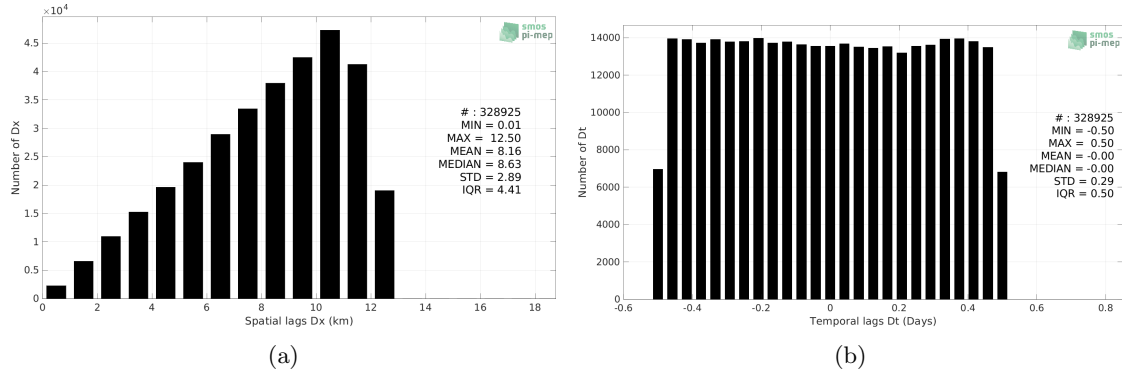 ×10⁴
4.5
4
3.5
3
2.5
2
1.5
1
0.5
0
Number of Dx
smos
pi-mep
# : 328925
MIN = 0.01
MAX = 12.50
MEAN = 8.16
MEDIAN = 8.63
STD = 2.89
IQR = 4.41
0 2 4 6 8 10 12 14 16 18
Spatial lags Dx (km)
(a)
14000
12000
10000
8000
6000
4000
2000
0
Number of Dt
smos
pi-mep
# : 328925
MIN = -0.50
MAX = 0.50
MEAN = -0.00
MEDIAN = -0.00
STD = 0.29
IQR = 0.50
-0.6 -0.4 -0.2 0 0.2 0.4 0.6 0.8
Temporal lags Dt (Days)
(b)